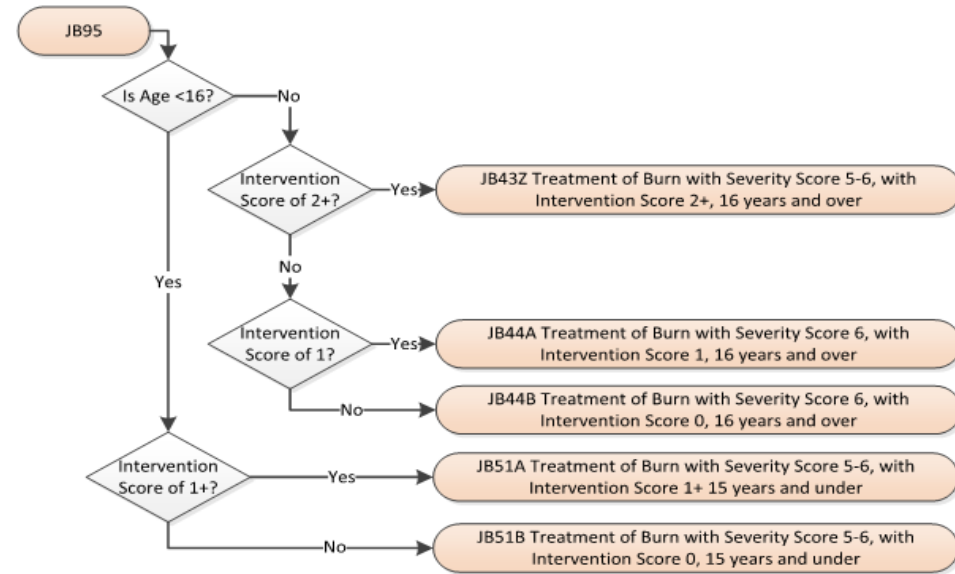 JB95
Is Age <16?
No
Intervention
Score of 2+?
Yes
JB43Z Treatment of Burn with Severity Score 5-6, with
Intervention Score 2+, 16 years and over
No
Yes
Intervention
Score of 1?
Yes
JB44A Treatment of Burn with Severity Score 6, with
Intervention Score 1, 16 years and over
No
JB44B Treatment of Burn with Severity Score 6, with
Intervention Score 0, 16 years and over
Intervention
Score of 1+?
Yes
JB51A Treatment of Burn with Severity Score 5-6, with
Intervention Score 1+ 15 years and under
No
JB51B Treatment of Burn with Severity Score 5-6, with
Intervention Score 0, 15 years and under